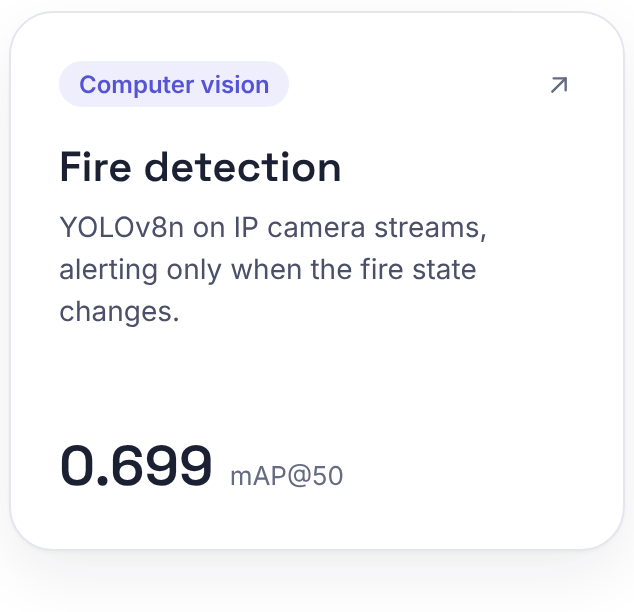 Computer vision
Fire detection
YOLOv8n on IP camera streams,
alerting only when the fire state
changes.
0.699 mAP@50